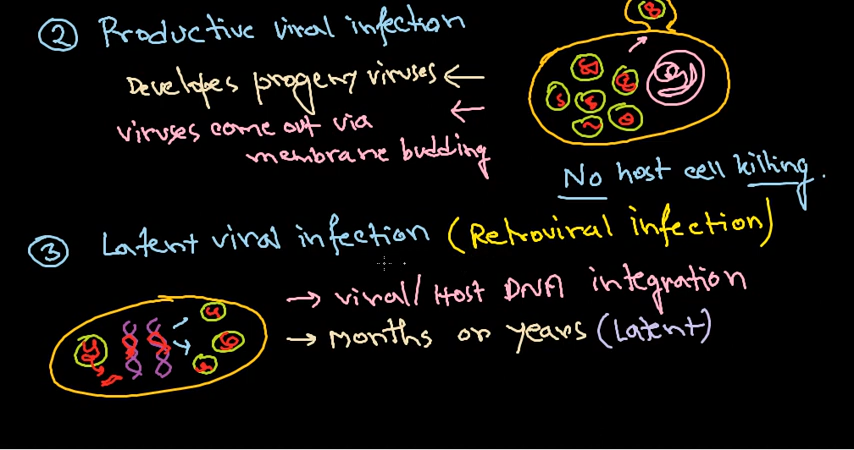 ② Productive viral infection
Developes progeny viruses ←
viruses come out via ←
membrane budding
No host cell killing.
③ Latent viral infection (Retroviral infection)
→ viral/Host DNA integration
→ months or years (Latent)